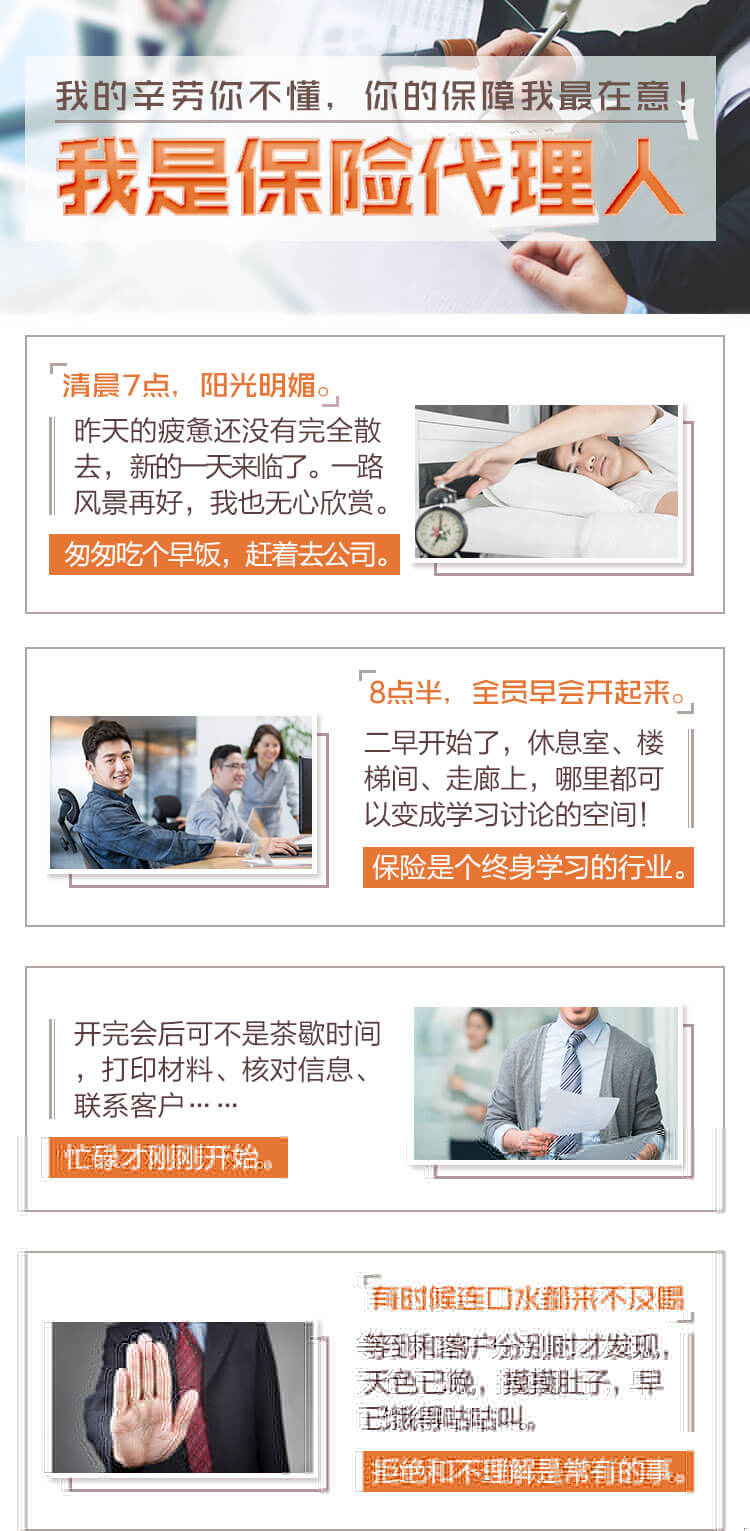 我的辛劳你不懂，你的保障我最在意！
我是保险代理人
清晨7点，阳光明媚。
昨天的疲惫还没有完全散
去，新的一天来临了。一路
风景再好，我也无心欣赏。
匆匆吃个早饭，赶着去公司。
8点半，全员早会开起来。
二早开始了，休息室、楼
梯间、走廊上，哪里都可
以变成学习讨论的空间！
保险是个终身学习的行业。
开完会后可不是茶歇时间
，打印材料、核对信息、
联系客户……
忙碌才刚刚开始。
有时候连口水都来不及喝
等到和客户分别时才发现，
天色已晚，摸摸肚子，早
已饿得咕咕叫。
拒绝和不理解是常有的事。